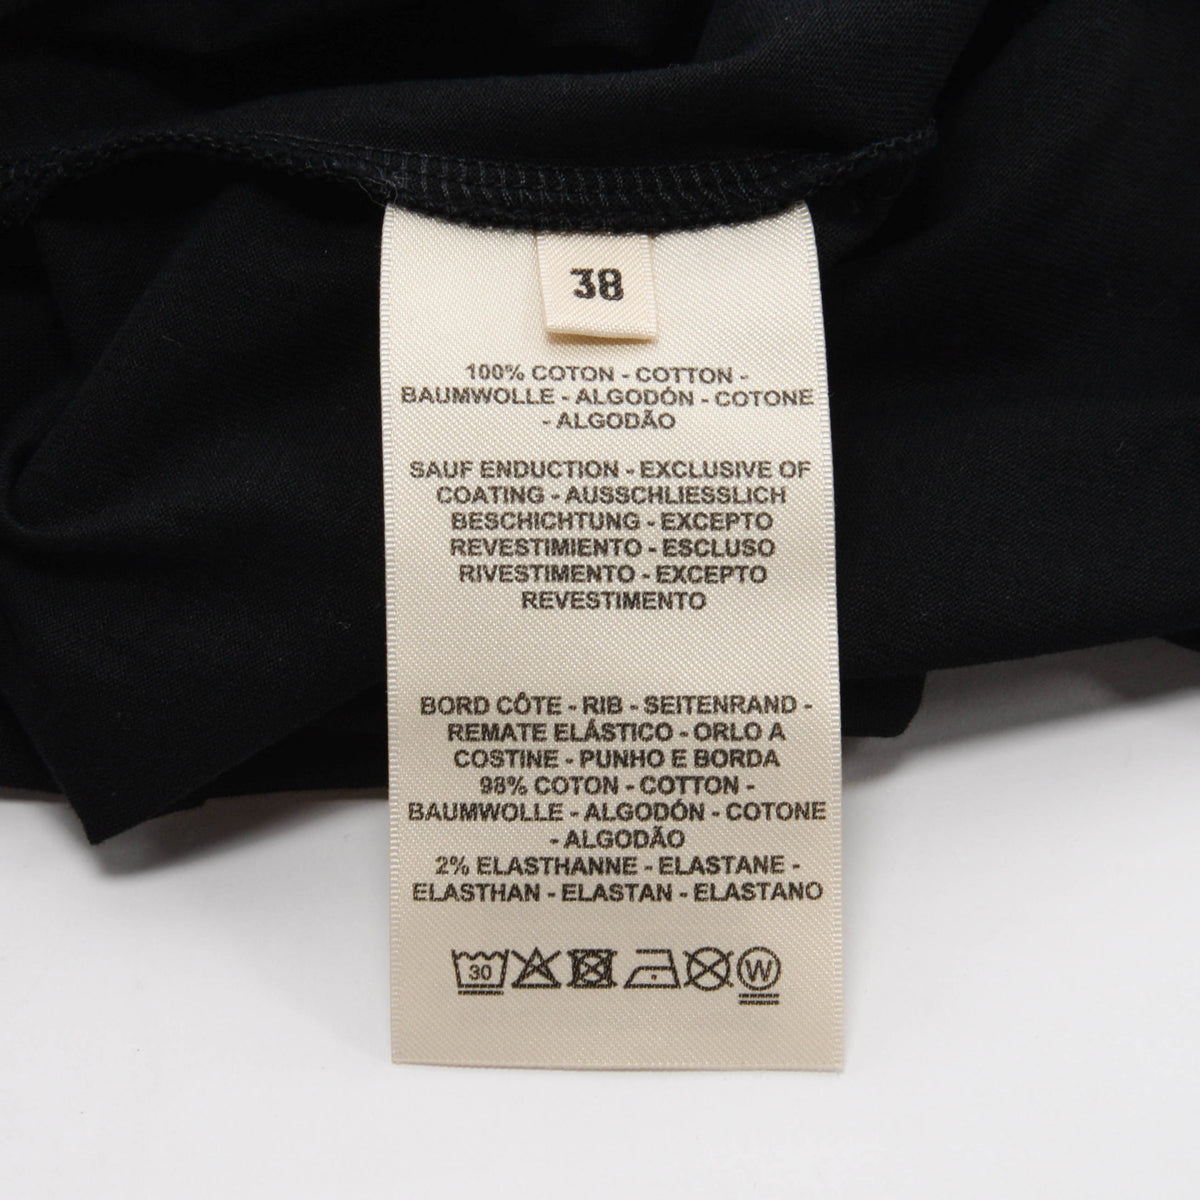 38
100% COTON - COTTON -
BAUMWOLLE - ALGODÓN - COTONE
- ALGODÃO
SAUF ENDUCTION - EXCLUSIVE OF
COATING - AUSSCHLIESSLICH
BESCHICHTUNG - EXCEPTO
REVESTIMIENTO - ESCLUSO
RIVESTIMENTO - EXCEPTO
REVESTIMENTO
BORD CÔTE - RIB - SEITENRAND -
REMATE ELÁSTICO - ORLO A
COSTINE - PUNHO E BORDA
98% COTON - COTTON -
BAUMWOLLE - ALGODÓN - COTONE
- ALGODÃO
2% ELASTHANNE - ELASTANE -
ELASTHAN - ELASTAN - ELASTANO
30 W